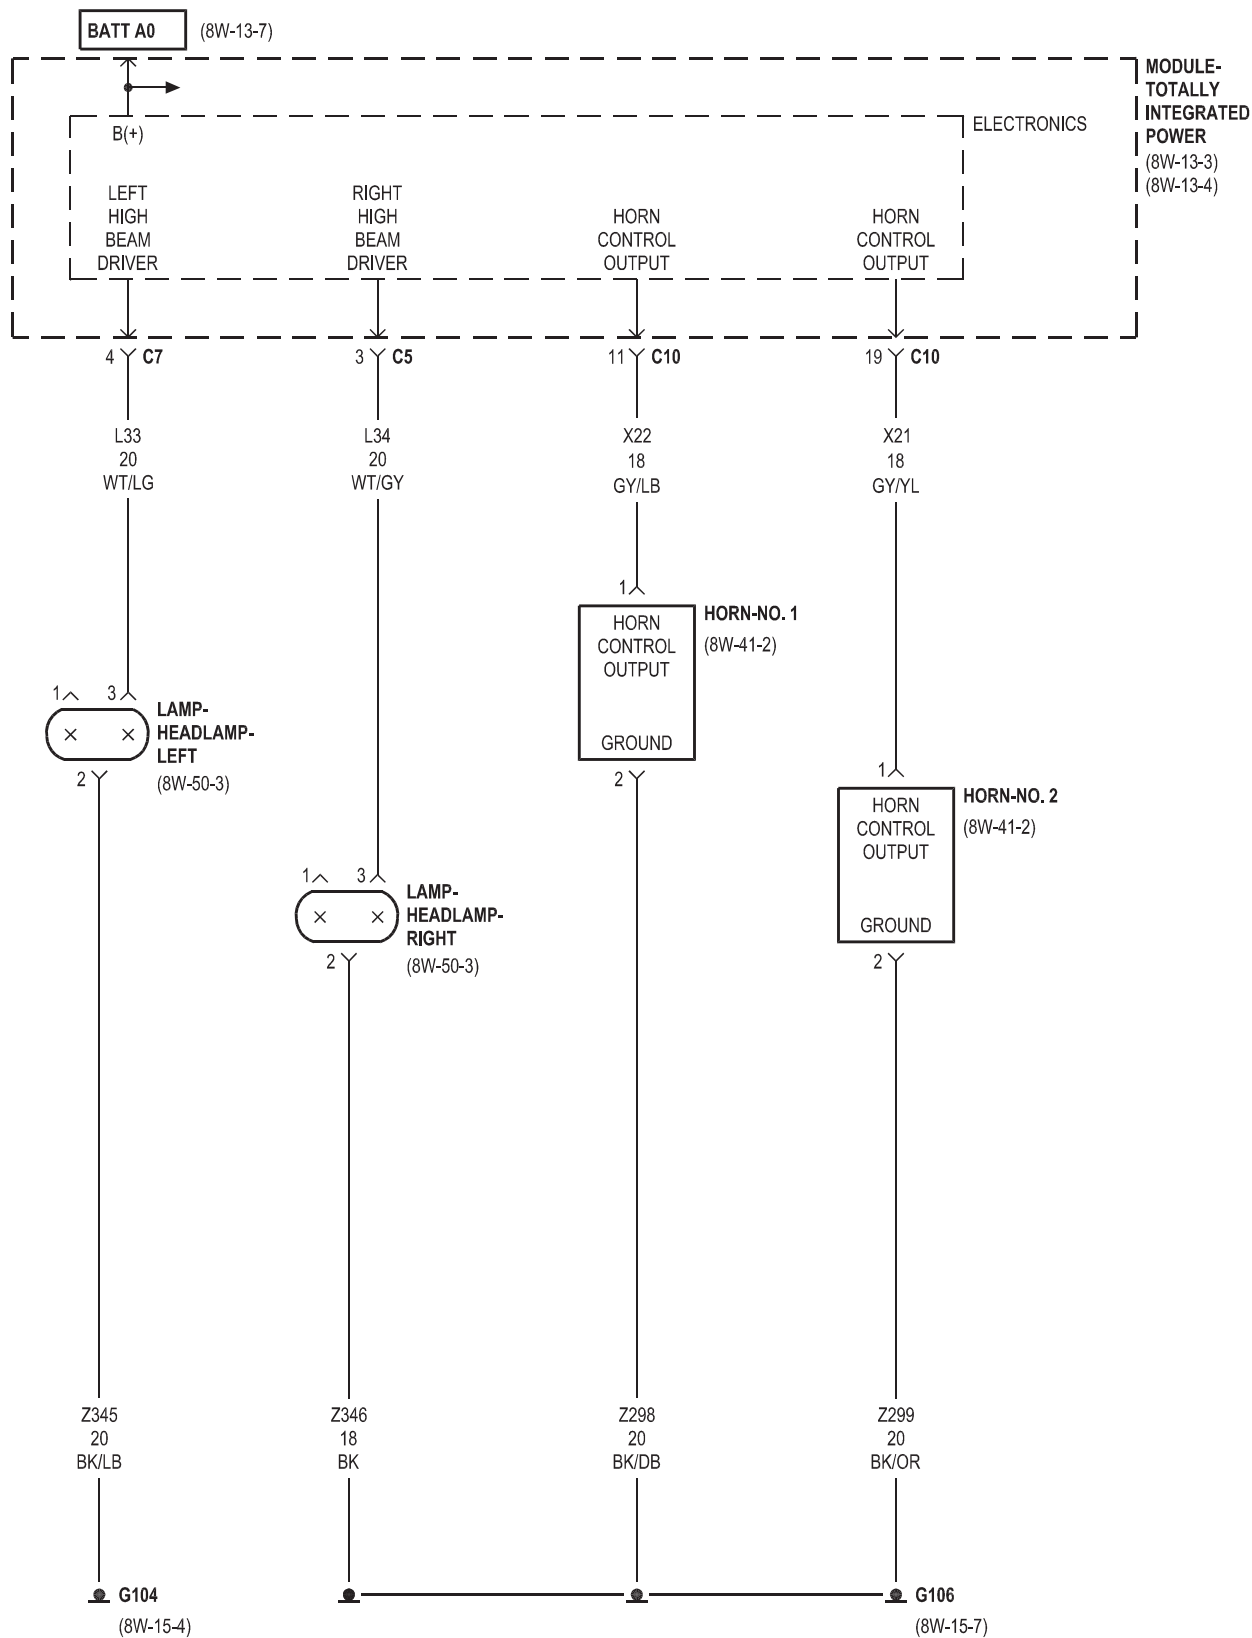 BATT A0 (8W-13-7)
MODULE-
TOTALLY
INTEGRATED
POWER
(8W-13-3)
(8W-13-4)
ELECTRONICS
B(+)
LEFT
HIGH
BEAM
DRIVER
RIGHT
HIGH
BEAM
DRIVER
HORN
CONTROL
OUTPUT
HORN
CONTROL
OUTPUT
4 C7
3 C5
11 C10
19 C10
L33
20
WT/LG
L34
20
WT/GY
X22
18
GY/LB
X21
18
GY/YL
1
HORN
CONTROL
OUTPUT
GROUND
2
HORN-NO. 1
(8W-41-2)
1 3
LAMP-
HEADLAMP-
LEFT
(8W-50-3)
2
1
HORN
CONTROL
OUTPUT
GROUND
2
HORN-NO. 2
(8W-41-2)
1 3
LAMP-
HEADLAMP-
RIGHT
(8W-50-3)
2
Z345
20
BK/LB
Z346
18
BK
Z298
20
BK/DB
Z299
20
BK/OR
G104
(8W-15-4)
G106
(8W-15-7)